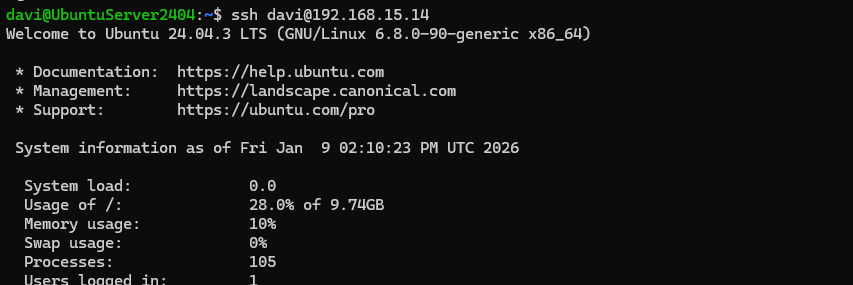 davi@UbuntuServer2404:~$ ssh davi@192.168.15.14
Welcome to Ubuntu 24.04.3 LTS (GNU/Linux 6.8.0-90-generic x86_64)
* Documentation: https://help.ubuntu.com
* Management: https://landscape.canonical.com
* Support: https://ubuntu.com/pro
System information as of Fri Jan 9 02:10:23 PM UTC 2026
System load: 0.0
Usage of /: 28.0% of 9.74GB
Memory usage: 10%
Swap usage: 0%
Processes: 105
Users logged in: 1